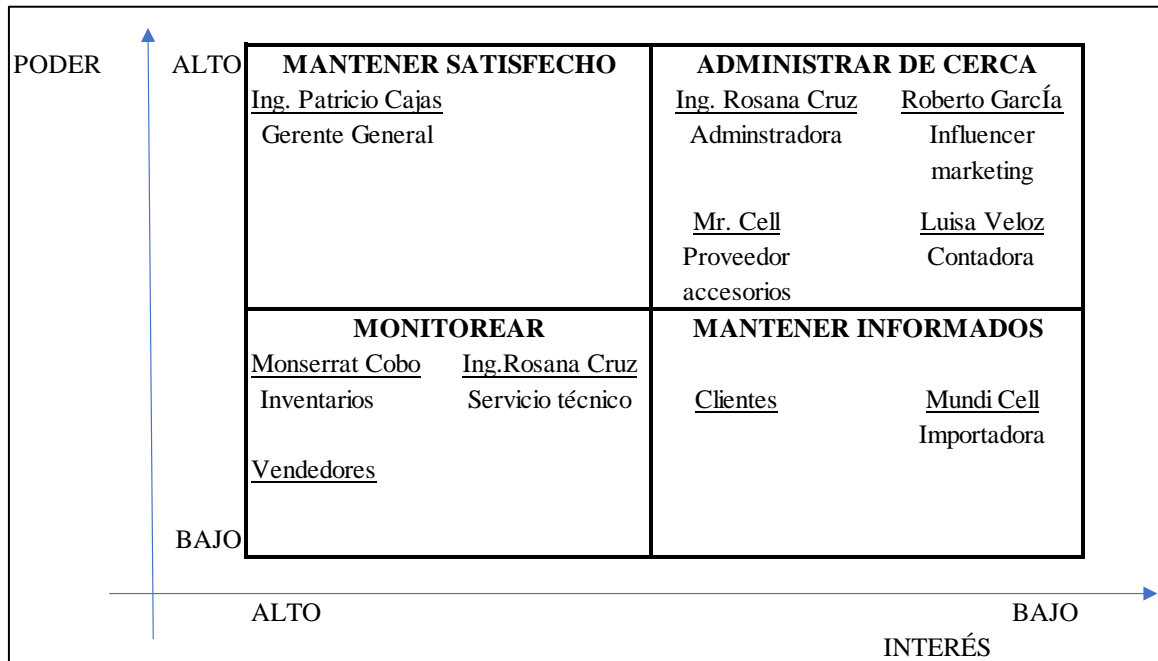 PODER ALTO MANTENER SATISFECHO ADMINISTRAR DE CERCA
Ing. Patricio Cajas Ing. Rosana Cruz Roberto GarcÍa
Gerente General Adminstradora Influencer
marketing
Mr. Cell Luisa Veloz
Proveedor Contadora
accesorios
MONITOREAR MANTENER INFORMADOS
Monserrat Cobo Ing.Rosana Cruz
Inventarios Servicio técnico Clientes Mundi Cell
Importadora
Vendedores
BAJO
ALTO BAJO
INTERÉS